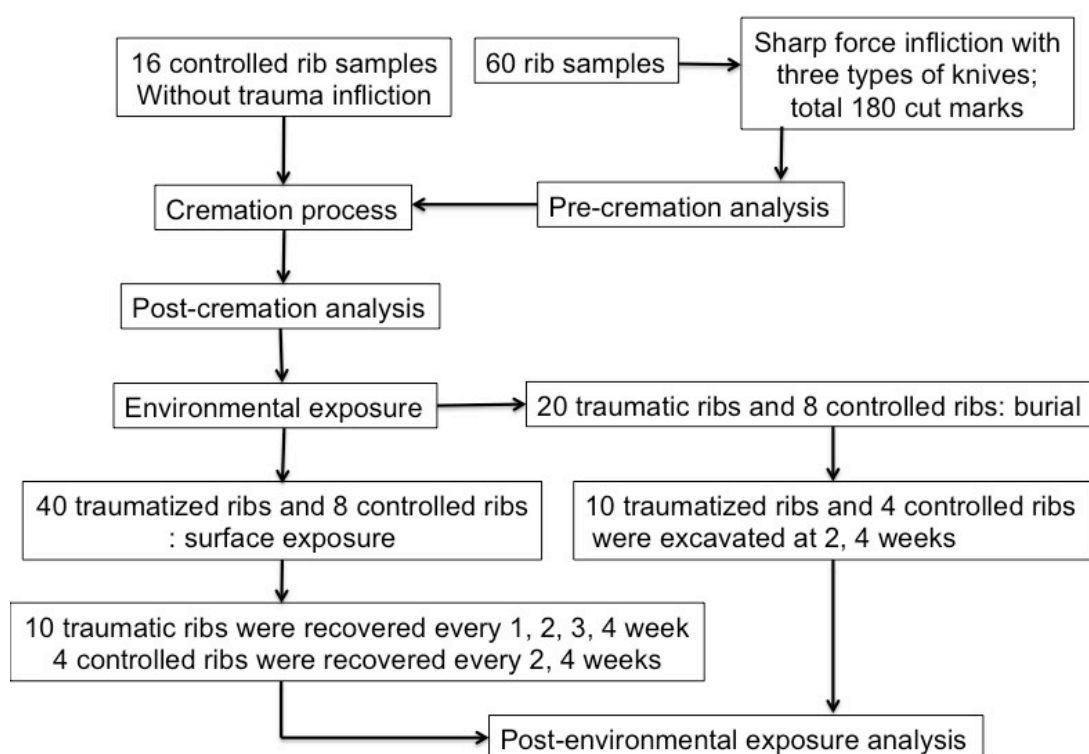 16 controlled rib samples
Without trauma infliction
60 rib samples
Sharp force infliction with
three types of knives;
total 180 cut marks
Cremation process
Pre-cremation analysis
Post-cremation analysis
Environmental exposure
20 traumatic ribs and 8 controlled ribs: burial
40 traumatized ribs and 8 controlled ribs
: surface exposure
10 traumatized ribs and 4 controlled ribs
were excavated at 2, 4 weeks
10 traumatic ribs were recovered every 1, 2, 3, 4 week
4 controlled ribs were recovered every 2, 4 weeks
Post-environmental exposure analysis